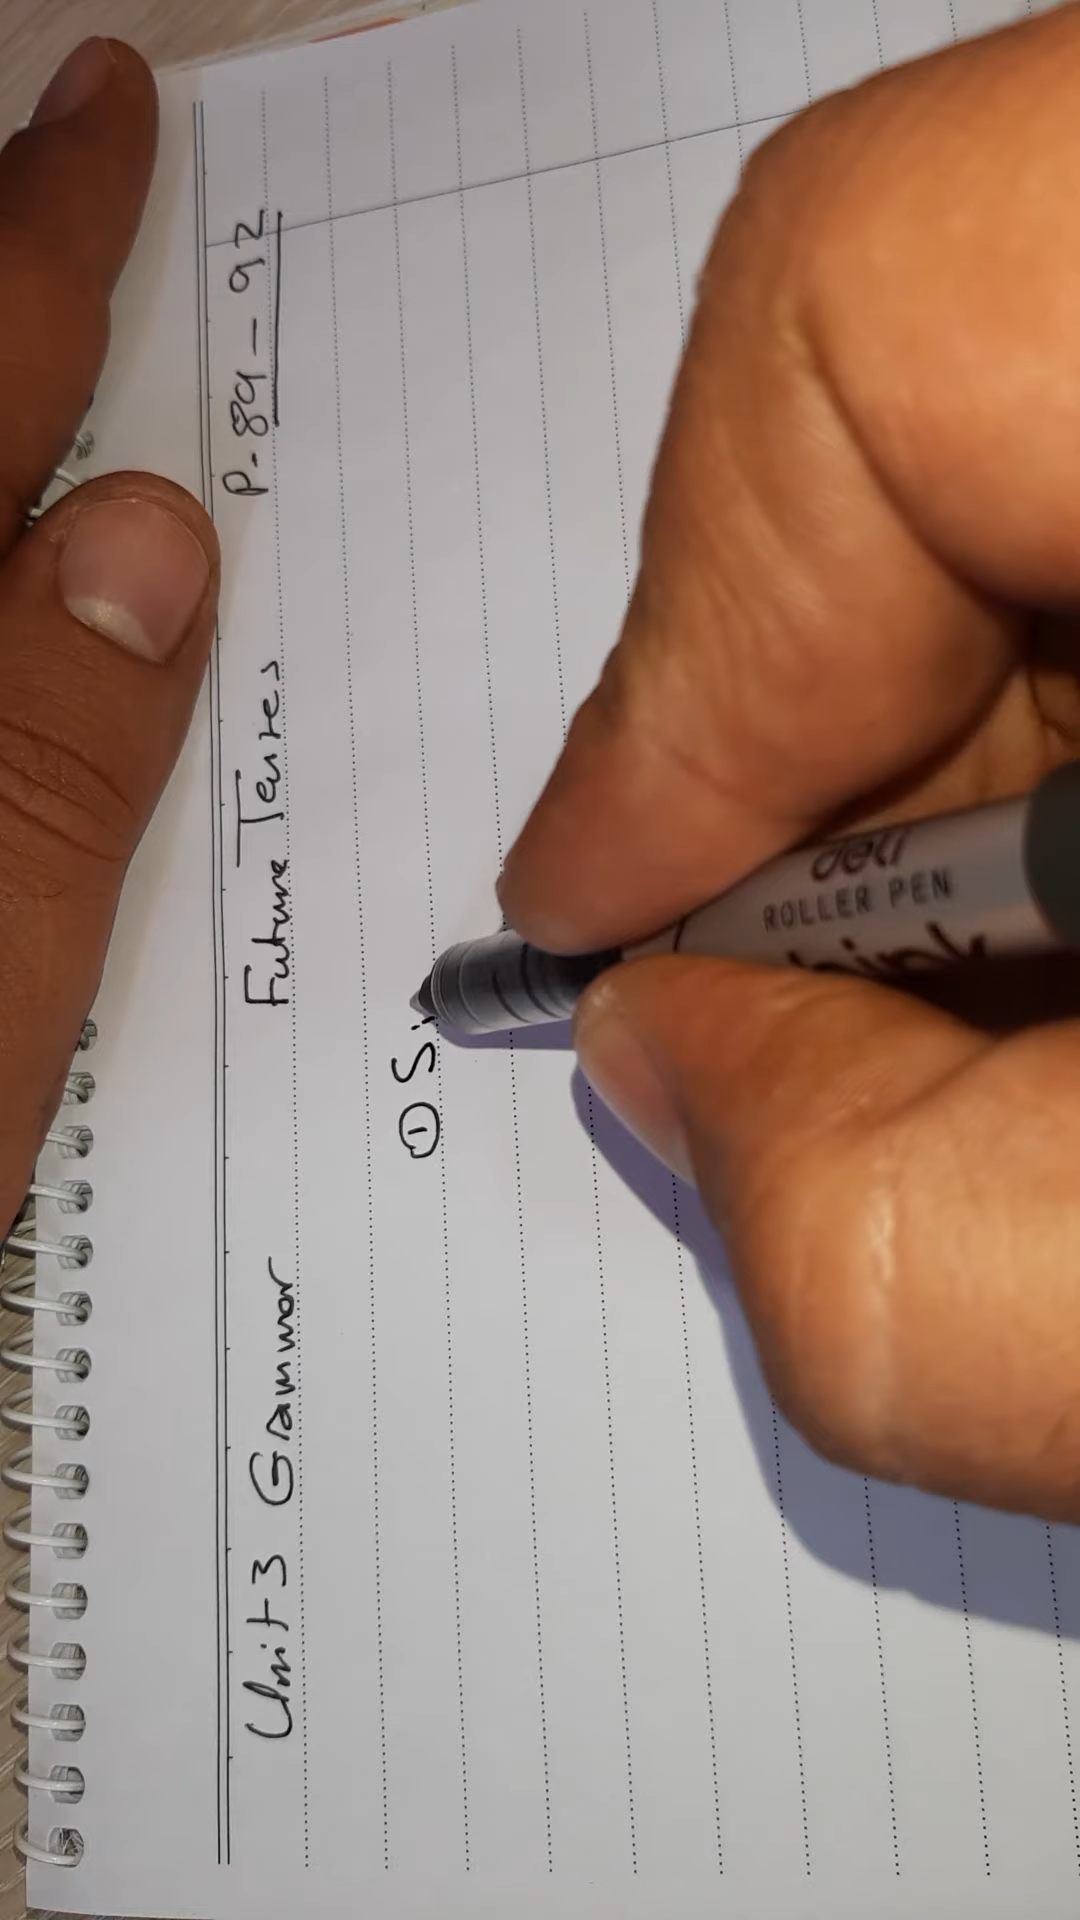 Unit 3 Grammar Future Tenses P. 89 - 92
① Si
deli
ROLLER PEN